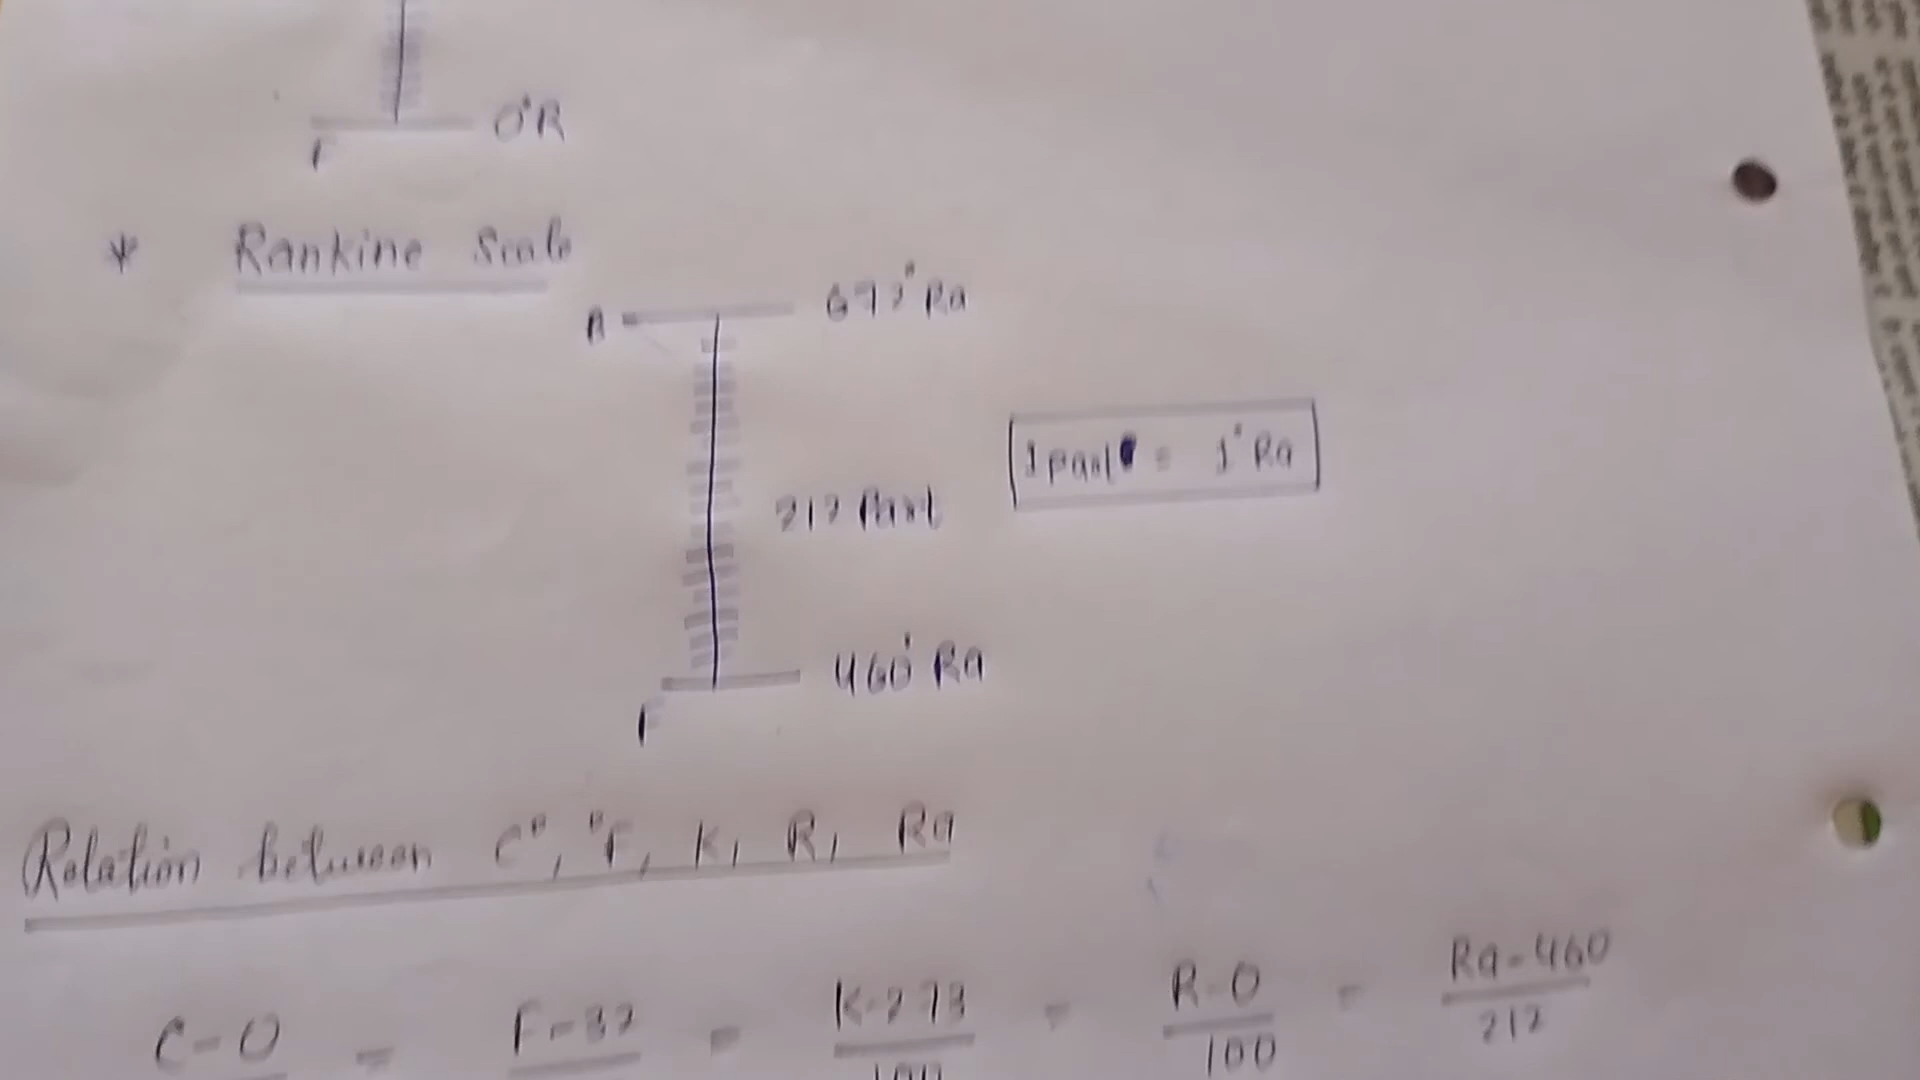 0°R
F
* Rankine Scale
B 672° Ra
1 Part = 1° Ra
212 Part
460° Ra
F
Relation between C°, °F, K, R, Ra
C-0 = F-32 = K-273 = R-0 = Ra-460
100 100 212